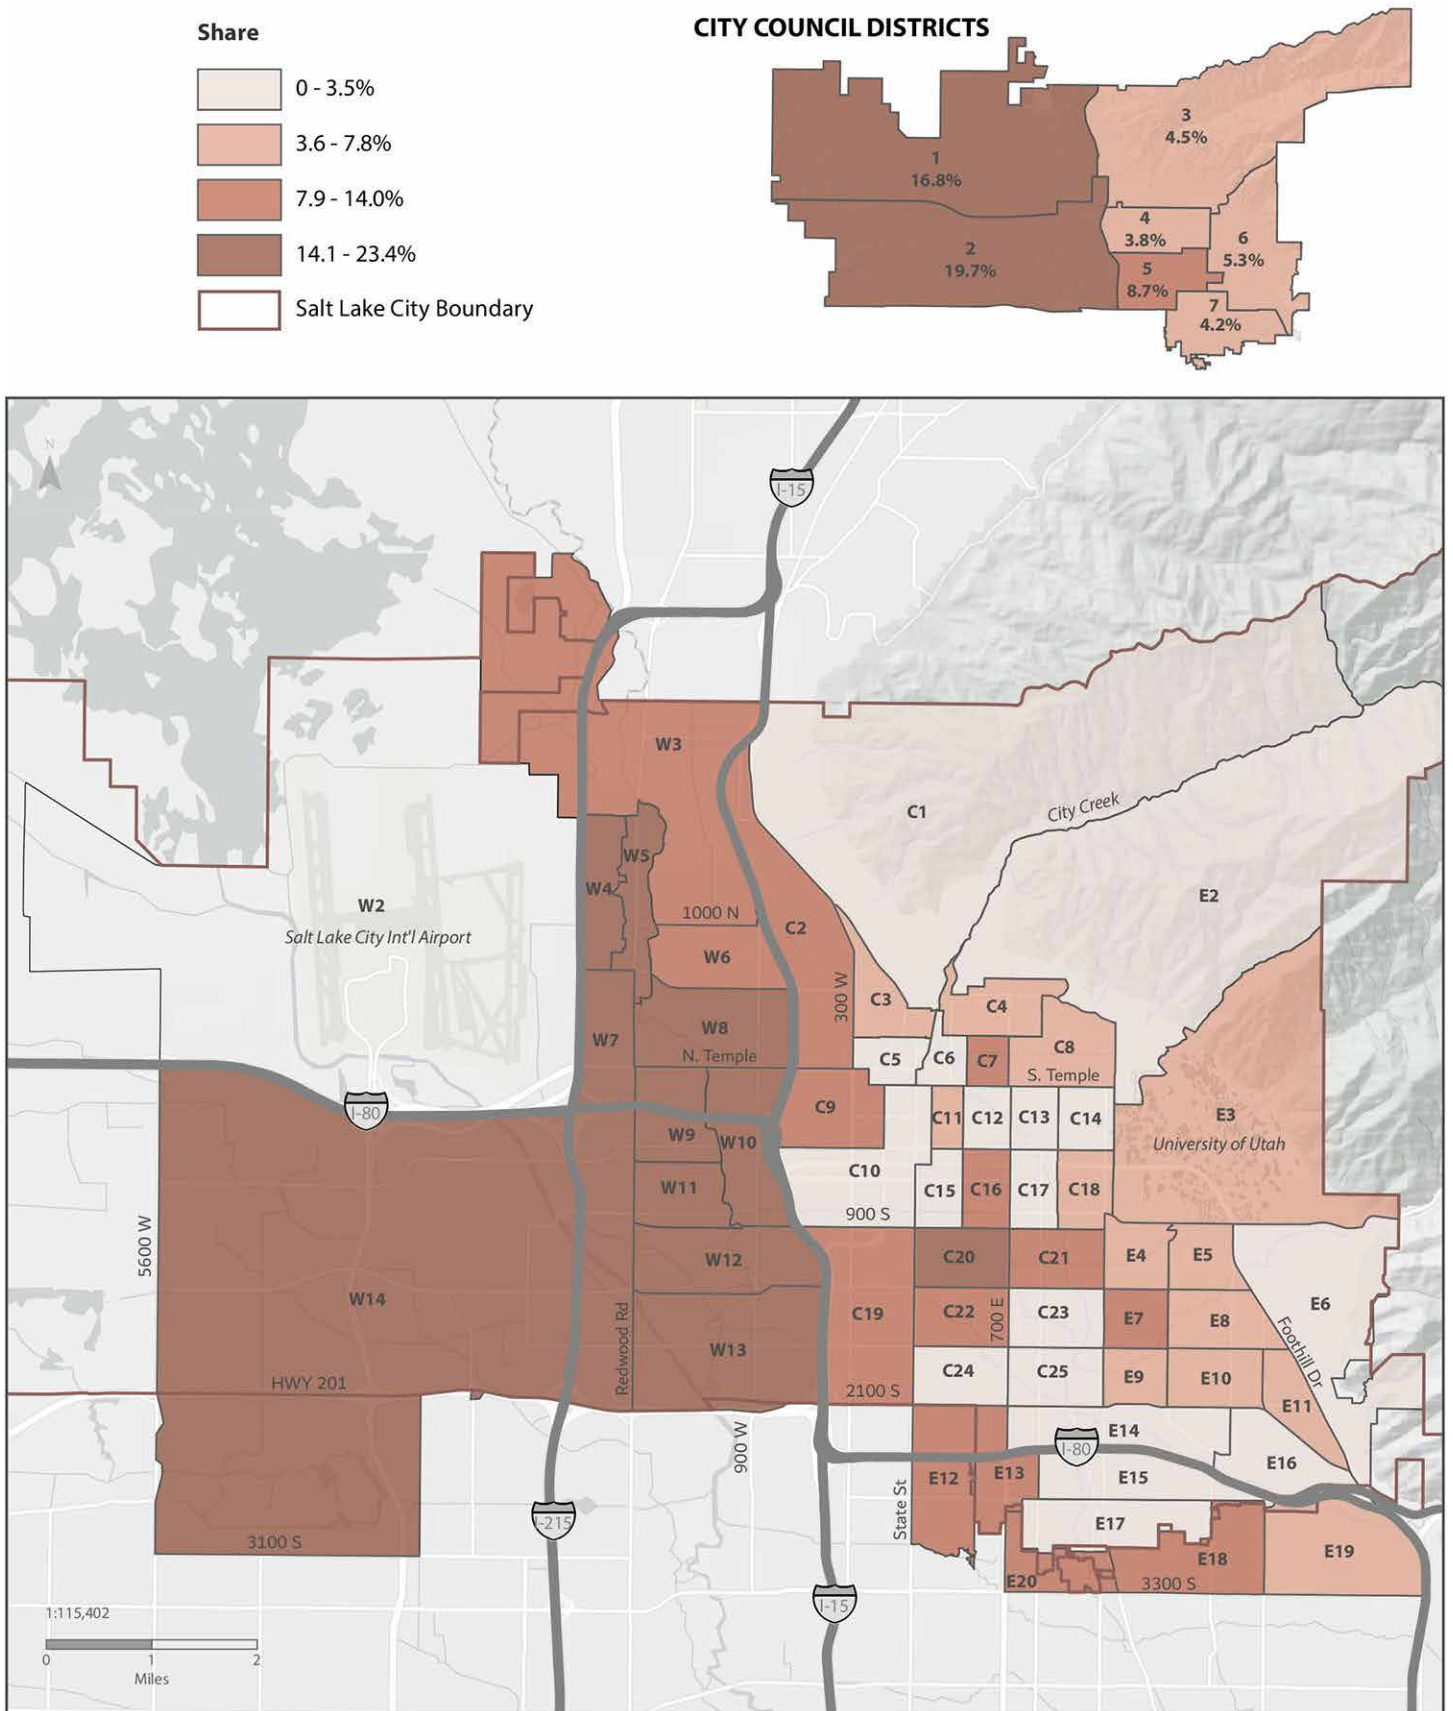 Share
0 - 3.5%
3.6 - 7.8%
7.9 - 14.0%
14.1 - 23.4%
Salt Lake City Boundary
CITY COUNCIL DISTRICTS
1
16.8%
2
19.7%
3
4.5%
4
3.8%
5
8.7%
6
5.3%
7
4.2%
N
I-15
W3
C1
City Creek
W5
W4
E2
W2
Salt Lake City Int'l Airport
1000 N
C2
W6
300 W
C3
C4
W7
W8
N. Temple
C5
C6
C7
C8
S. Temple
I-80
C9
C11
C12
C13
C14
E3
University of Utah
W9
W10
C10
W11
C15
C16
C17
C18
900 S
5600 W
W12
C20
C21
E4
E5
W14
C19
C22
700 E
C23
E7
E8
E6
Foothill Dr
W13
Redwood Rd
HWY 201
2100 S
C24
C25
E9
E10
E11
900 W
E14
I-80
E12
E13
E15
E16
State St
I-215
E17
3100 S
E18
E19
E20
3300 S
I-15
1:115,402
0
1
2
Miles